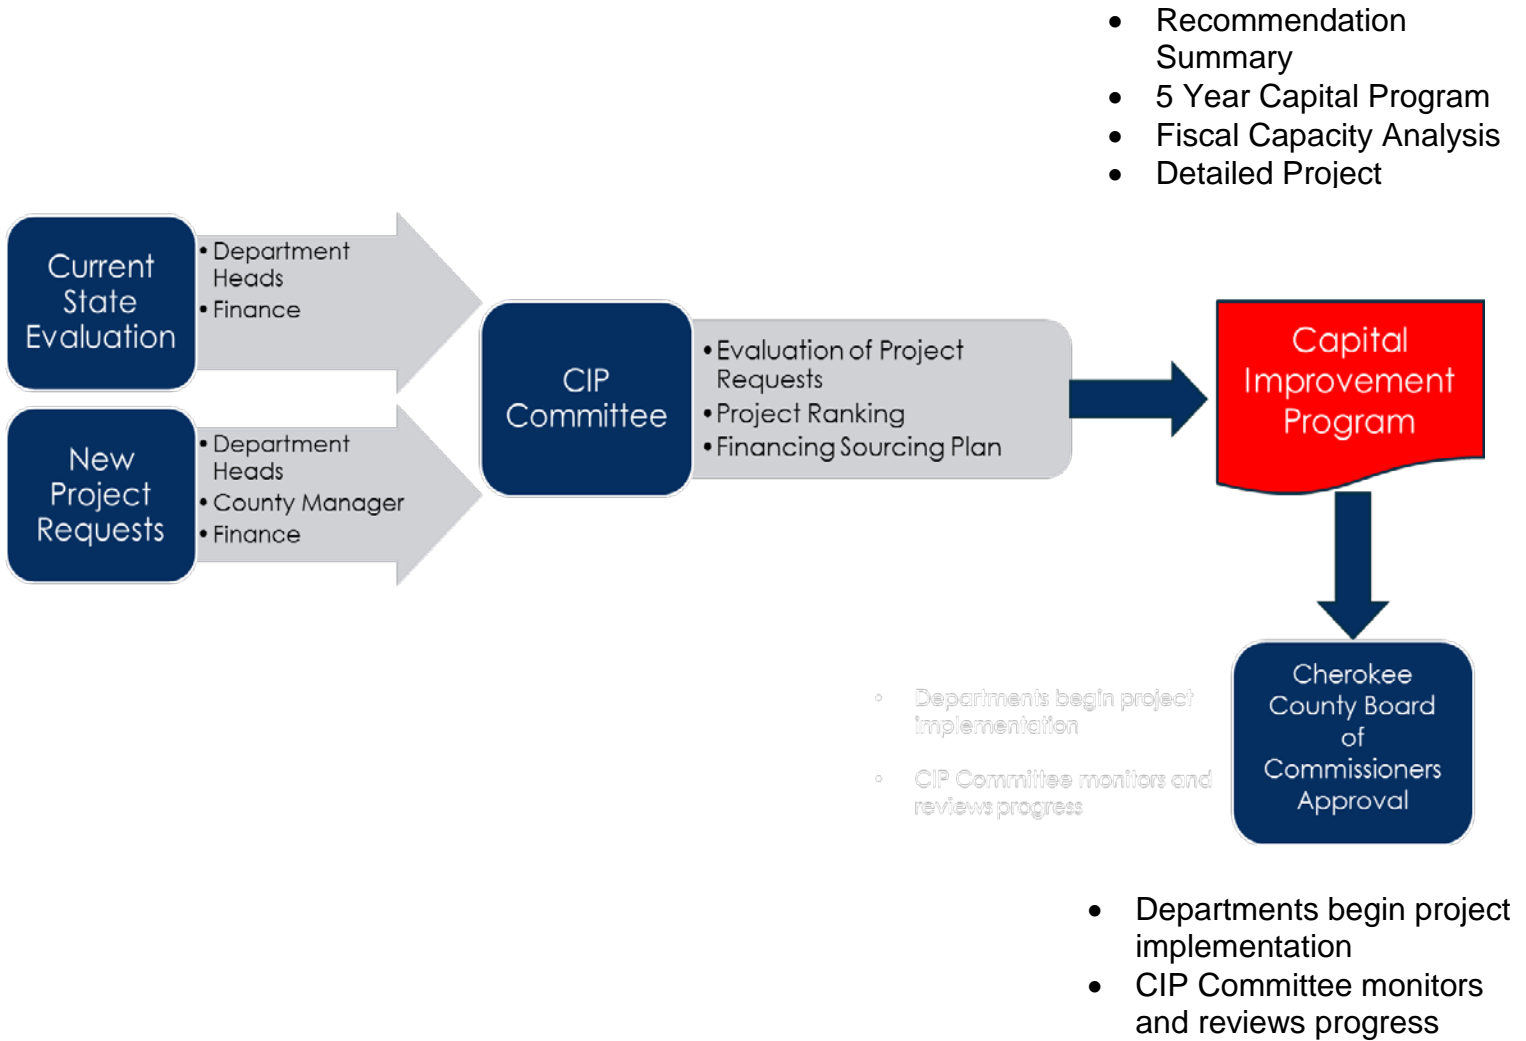 • Recommendation
Summary
• 5 Year Capital Program
• Fiscal Capacity Analysis
• Detailed Project
Current
State
Evaluation
• Department
Heads
• Finance
New
Project
Requests
• Department
Heads
• County Manager
• Finance
CIP
Committee
• Evaluation of Project
Requests
• Project Ranking
• Financing Sourcing Plan
Capital
Improvement
Program
Cherokee
County Board
of
Commissioners
Approval
• Departments begin project
implementation
• CIP Committee monitors and
reviews progress
• Departments begin project
implementation
• CIP Committee monitors
and reviews progress